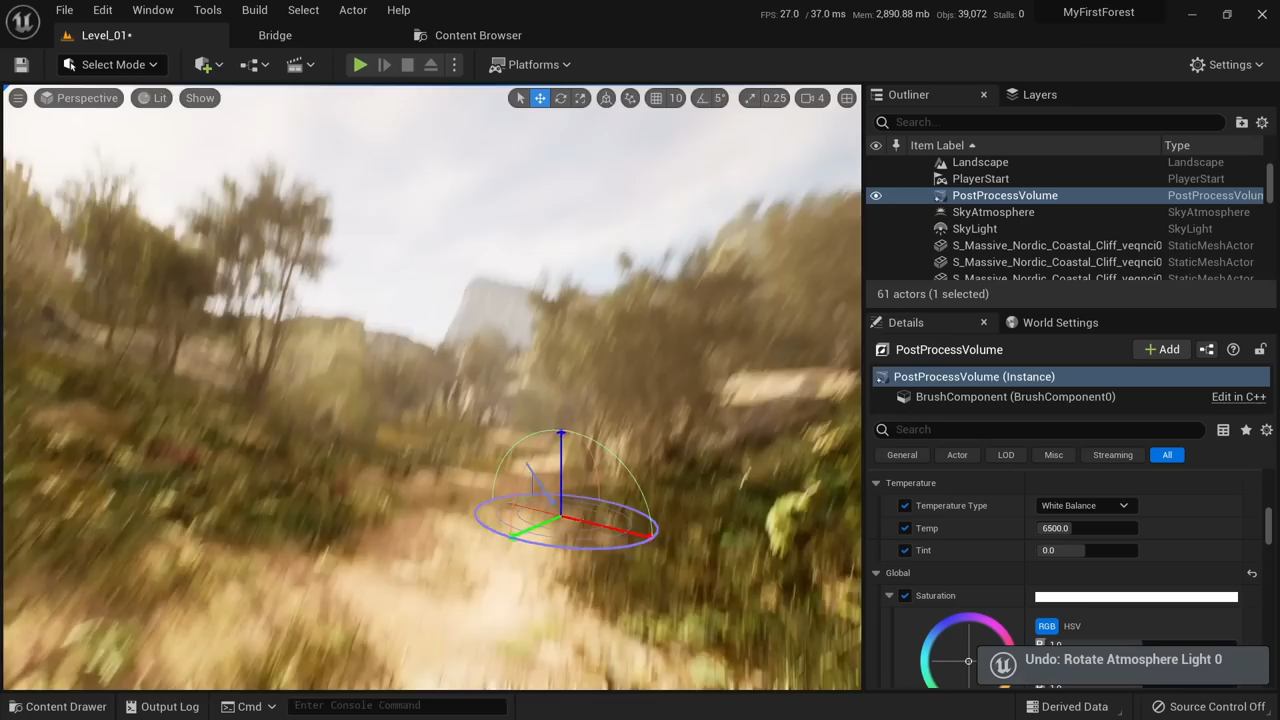 File Edit Window Tools Build Select Actor Help
FPS: 27.0 / 37.0 ms Mem: 2,890.88 mb Objs: 39,072 Stalls: 0
MyFirstForest
Level_01*
Bridge
Content Browser
Select Mode
Platforms
Settings
Perspective
Lit
Show
10
5°
0.25
4
Outliner
Layers
Search...
Item Label
Type
Landscape Landscape
PlayerStart PlayerStart
PostProcessVolume PostProcessVolun
SkyAtmosphere SkyAtmosphere
SkyLight SkyLight
S_Massive_Nordic_Coastal_Cliff_veqnci0 StaticMeshActor
S_Massive_Nordic_Coastal_Cliff_veqnci0 StaticMeshActor
S_Massive_Nordic_Coastal_Cliff_veqnci0 StaticMeshActor
61 actors (1 selected)
Details
World Settings
PostProcessVolume
+ Add
PostProcessVolume (Instance)
BrushComponent (BrushComponent0)
Edit in C++
Search
General Actor LOD Misc Streaming All
Temperature
Temperature Type White Balance
Temp 6500.0
Tint 0.0
Global
Saturation
RGB HSV
R 1.0
Undo: Rotate Atmosphere Light 0
Content Drawer
Output Log
Cmd
Enter Console Command
Derived Data
Source Control Off